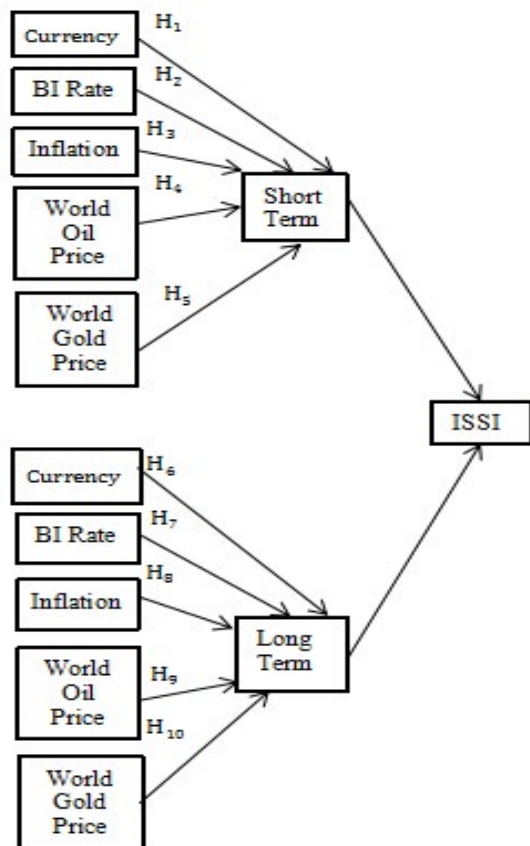 Currency
H₁
BI Rate
H₂
Inflation
H₃
World
Oil
Price
H₄
World
Gold
Price
H₅
Short
Term
ISSI
Currency
H₆
BI Rate
H₇
Inflation
H₈
World
Oil
Price
H₉
World
Gold
Price
H₁₀
Long
Term